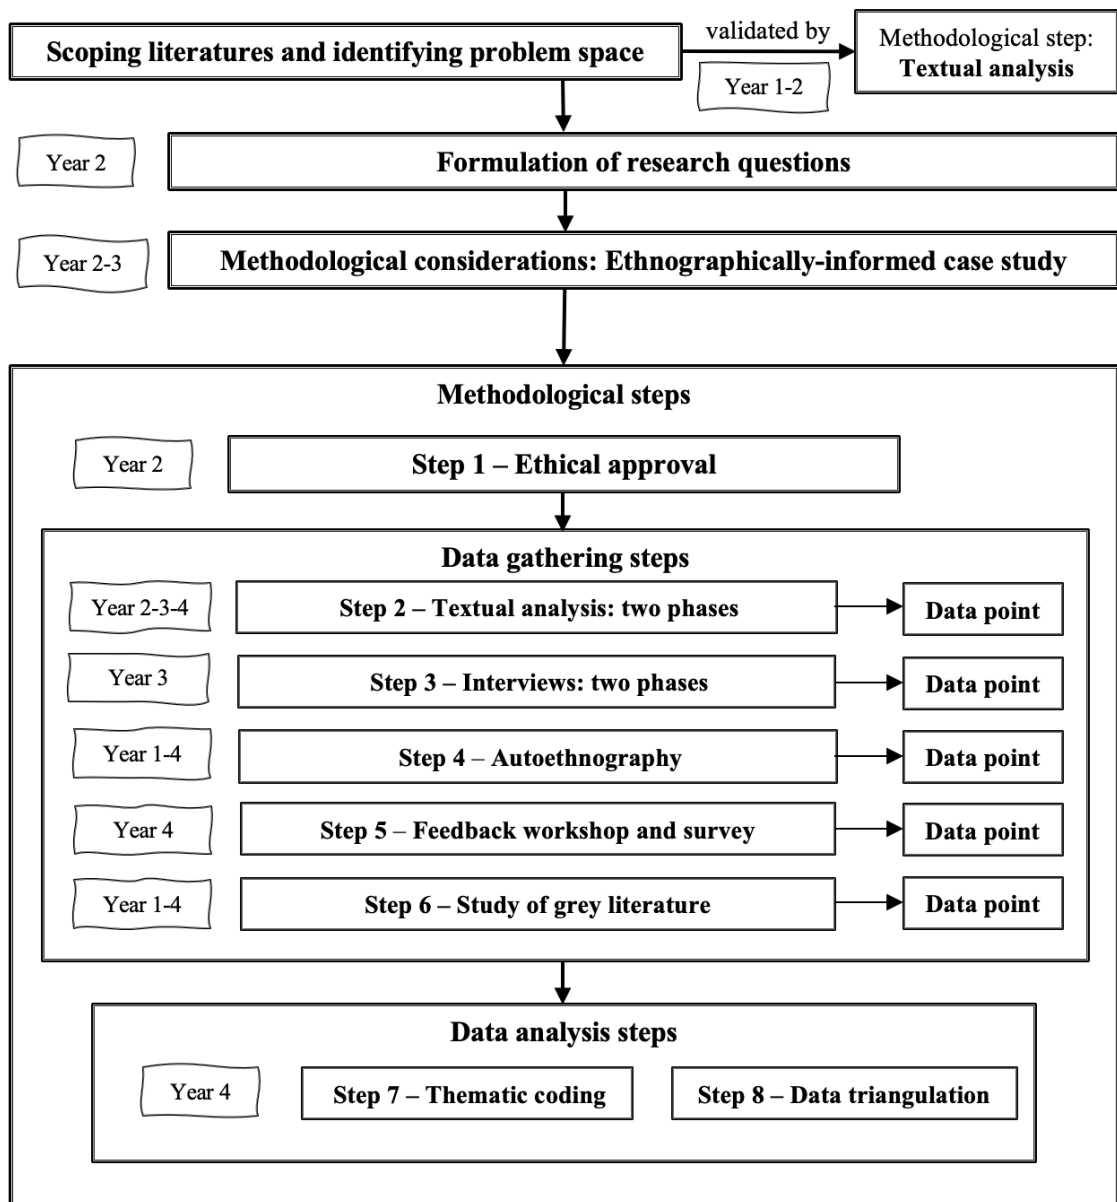 Scoping literatures and identifying problem space
validated by
Year 1-2
Methodological step:
Textual analysis
Year 2
Formulation of research questions
Year 2-3
Methodological considerations: Ethnographically-informed case study
Methodological steps
Year 2
Step 1 – Ethical approval
Data gathering steps
Year 2-3-4
Step 2 – Textual analysis: two phases
Data point
Year 3
Step 3 – Interviews: two phases
Data point
Year 1-4
Step 4 – Autoethnography
Data point
Year 4
Step 5 – Feedback workshop and survey
Data point
Year 1-4
Step 6 – Study of grey literature
Data point
Data analysis steps
Year 4
Step 7 – Thematic coding
Step 8 – Data triangulation